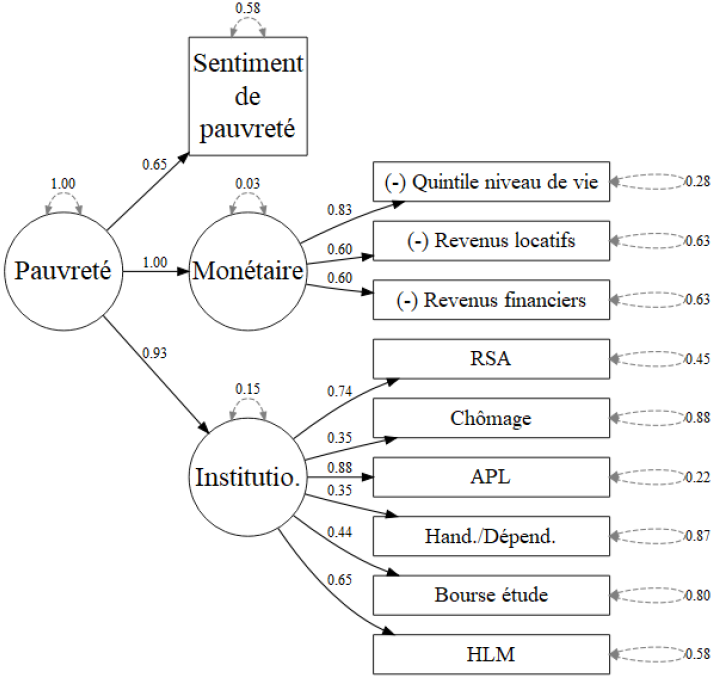 0.58
Sentiment
de
pauvreté
0.65
1.00
0.03
0.83
(-) Quintile niveau de vie
0.28
Pauvreté
1.00
Monétaire
0.60
(-) Revenus locatifs
0.63
0.60
(-) Revenus financiers
0.63
0.93
0.15
0.74
RSA
0.45
Institutio.
0.35
Chômage
0.88
0.88
APL
0.22
0.35
Hand./Dépend.
0.87
0.44
Bourse étude
0.80
0.65
HLM
0.58